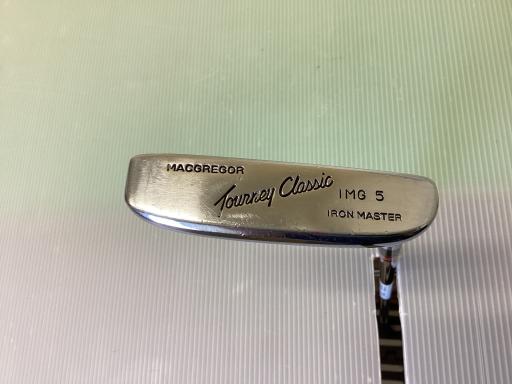 MACGREGOR
Tourney Classic
IMG 5
IRON MASTER